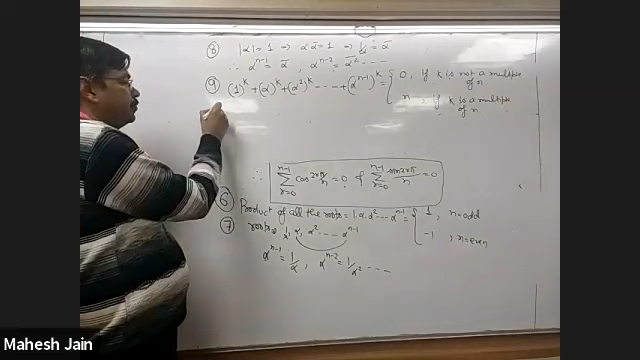 ⑧ |α| = 1 ⇒ α ᾱ = 1 ⇒ 1/α = ᾱ
∴ αⁿ⁻¹ = ᾱ, αⁿ⁻² = ᾱ² ....
⑨ (1)ᵏ + (α)ᵏ + (α²)ᵏ ---- + (αⁿ⁻¹)ᵏ = { 0, if k is not a multiple of n
n, if k is a multiple of n
∴ ∑_{r=0}^{n-1} cos 2rπ/n = 0 & ∑_{r=0}^{n-1} sin 2rπ/n = 0
⑥ Product of all the roots = 1.α.α² --- αⁿ⁻¹ = { 1, n=odd
-1, n=even
⑦ roots: 1, α, α² ---- αⁿ⁻¹
αⁿ⁻¹ = 1/α, αⁿ⁻² = 1/α² ----
Mahesh Jain